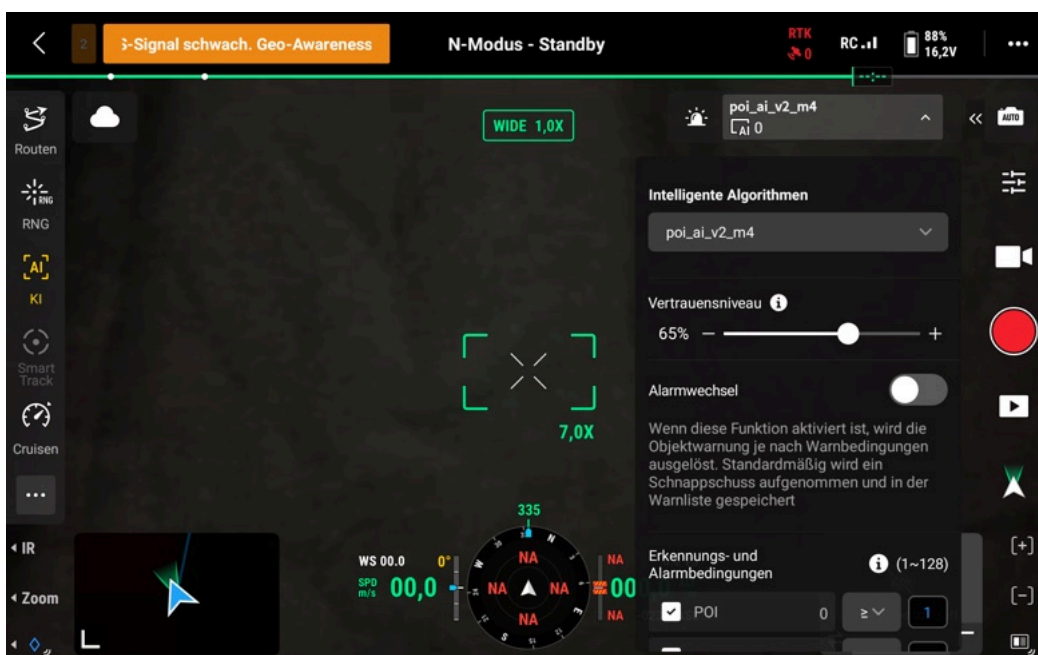 2
S-Signal schwach. Geo-Awareness
N-Modus - Standby
RTK
0
RC
88%
16,2V
WIDE 1,0X
poi_ai_v2_m4
AI 0
AUTO
Routen
RNG
RNG
AI
KI
Smart
Track
Cruisen
IR
Zoom
Intelligente Algorithmen
poi_ai_v2_m4
Vertrauensniveau
65%
Alarmwechsel
Wenn diese Funktion aktiviert ist, wird die
Objektwarnung je nach Warnbedingungen
ausgelöst. Standardmäßig wird ein
Schnappschuss aufgenommen und in der
Warnliste gespeichert
Erkennungs- und
Alarmbedingungen
(1~128)
POI 0 ≥ 1
7,0X
335
WS 00.0
0°
SPD
m/s
00,0
N
W
E
S
NA
NA
NA
NA
NA
NA
00